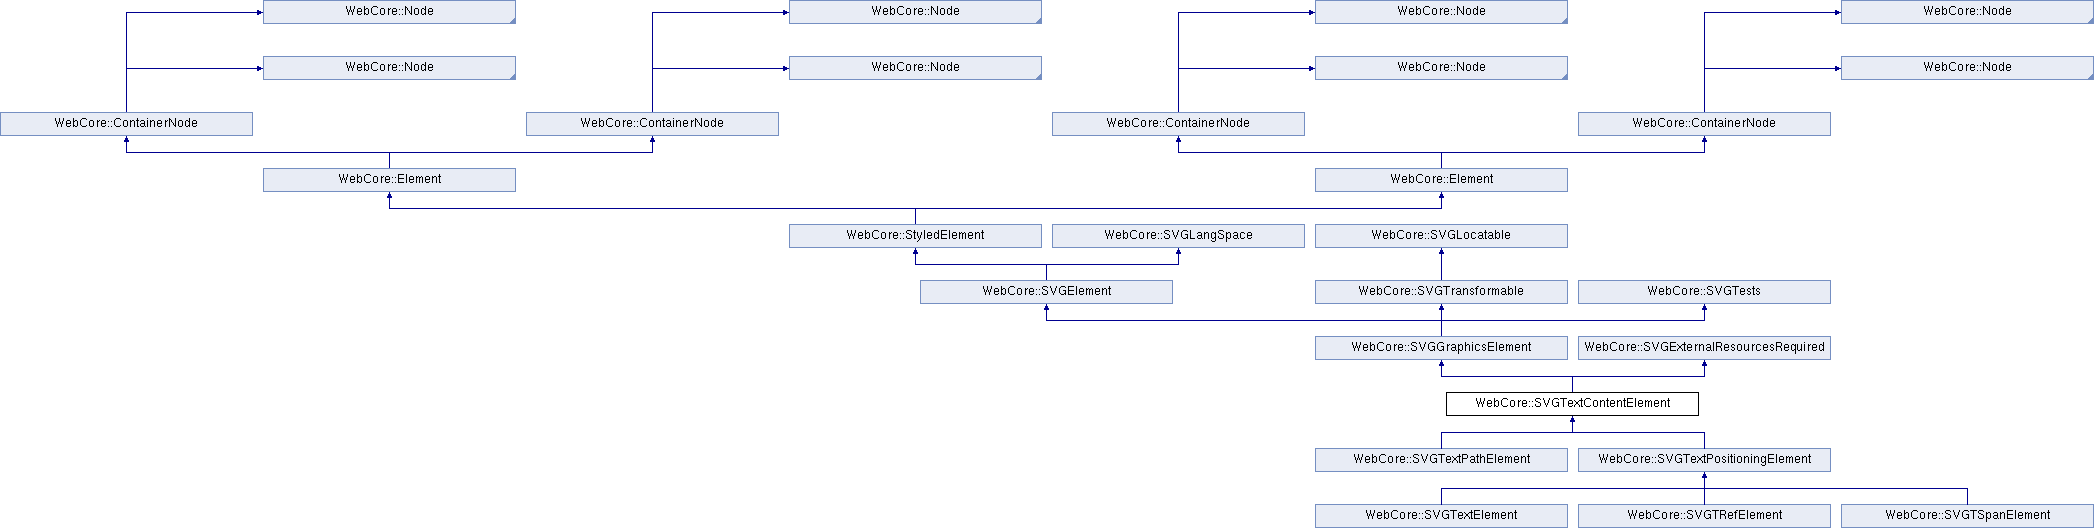 WebCore::Node
WebCore::Node
WebCore::Node
WebCore::Node
WebCore::Node
WebCore::Node
WebCore::Node
WebCore::Node
WebCore::ContainerNode
WebCore::ContainerNode
WebCore::ContainerNode
WebCore::ContainerNode
WebCore::Element
WebCore::Element
WebCore::StyledElement
WebCore::SVGLangSpace
WebCore::SVGLocatable
WebCore::SVGElement
WebCore::SVGTransformable
WebCore::SVGTests
WebCore::SVGGraphicsElement
WebCore::SVGExternalResourcesRequired
WebCore::SVGTextContentElement
WebCore::SVGTextPathElement
WebCore::SVGTextPositioningElement
WebCore::SVGTextElement
WebCore::SVGTRefElement
WebCore::SVGTSpanElement